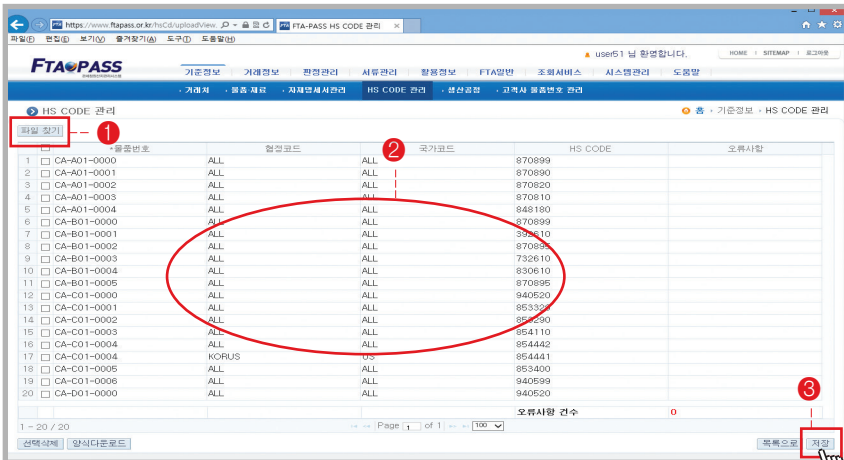 https://www.ftapass.or.kr/hsCd/uploadView. FTA-PASS HS CODE 관리
파일(F) 편집(E) 보기(V) 즐겨찾기(A) 도구(T) 도움말(H)
user51 님 환영합니다. HOME | SITEMAP | 로그아웃
FTA PASS
기준정보 거래정보 판정관리 서류관리 활용정보 FTA일반 조회서비스 시스템관리 도움말
· 거래처 · 물품·재료 · 자재명세서관리 HS CODE 관리 · 생산공정 · 고객사 물품번호 관리
HS CODE 관리 홈 › 기준정보 › HS CODE 관리
파일 찾기 1
*물품번호 협정코드 2 국가코드 HS CODE 오류사항
1 CA-A01-0000 ALL ALL 870899
2 CA-A01-0001 ALL ALL 870890
3 CA-A01-0002 ALL ALL 870820
4 CA-A01-0003 ALL ALL 870810
5 CA-A01-0004 ALL ALL 848180
6 CA-B01-0000 ALL ALL 870899
7 CA-B01-0001 ALL ALL 392610
8 CA-B01-0002 ALL ALL 870895
9 CA-B01-0003 ALL ALL 732610
10 CA-B01-0004 ALL ALL 830610
11 CA-B01-0005 ALL ALL 870895
12 CA-C01-0000 ALL ALL 940520
13 CA-C01-0001 ALL ALL 853320
14 CA-C01-0002 ALL ALL 853290
15 CA-C01-0003 ALL ALL 854110
16 CA-C01-0004 ALL ALL 854442
17 CA-C01-0004 KORUS US 854441
18 CA-C01-0005 ALL ALL 853400
19 CA-C01-0006 ALL ALL 940599
20 CA-D01-0000 ALL ALL 940520
3
오류사항 건수 0
1 - 20 / 20 Page 1 of 1 100
선택삭제 양식다운로드 목록으로 저장